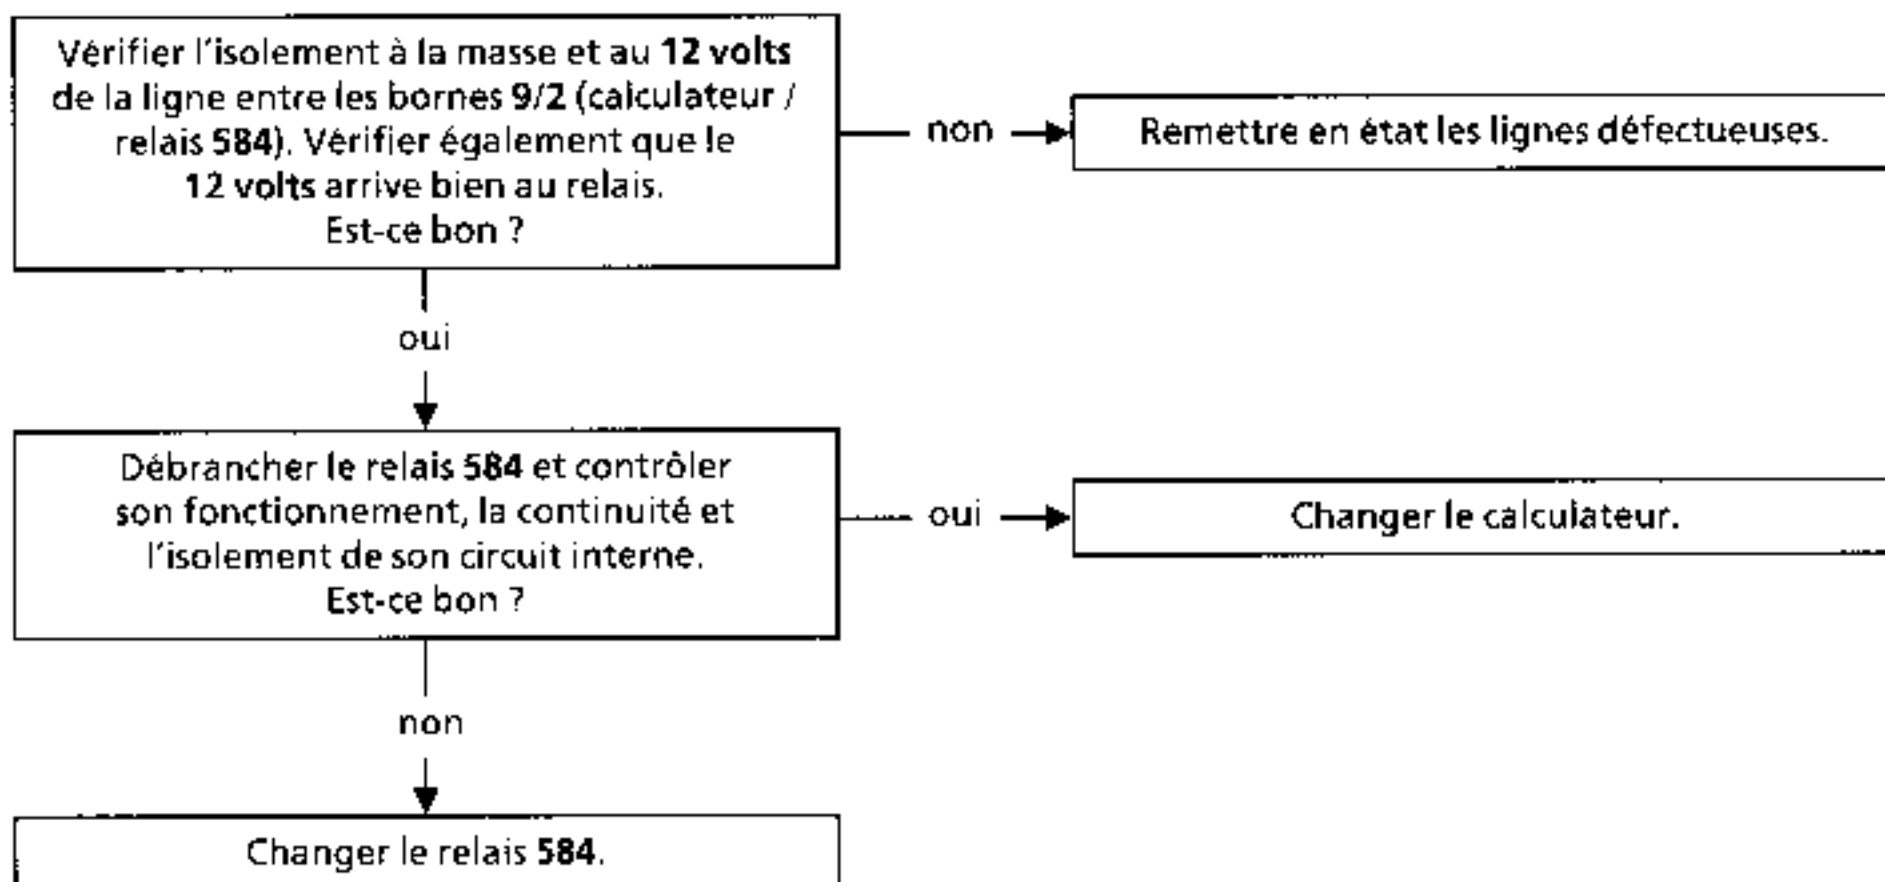 Vérifier l'isolement à la masse et au 12 volts
de la ligne entre les bornes 9/2 (calculateur /
relais 584). Vérifier également que le
12 volts arrive bien au relais.
Est-ce bon ?
non
Remettre en état les lignes défectueuses.
oui
Débrancher le relais 584 et contrôler
son fonctionnement, la continuité et
l'isolement de son circuit interne.
Est-ce bon ?
oui
Changer le calculateur.
non
Changer le relais 584.